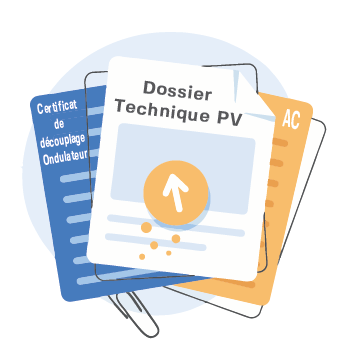 Certificat
de
découplage
Ondulateur
Dossier
Technique PV
AC